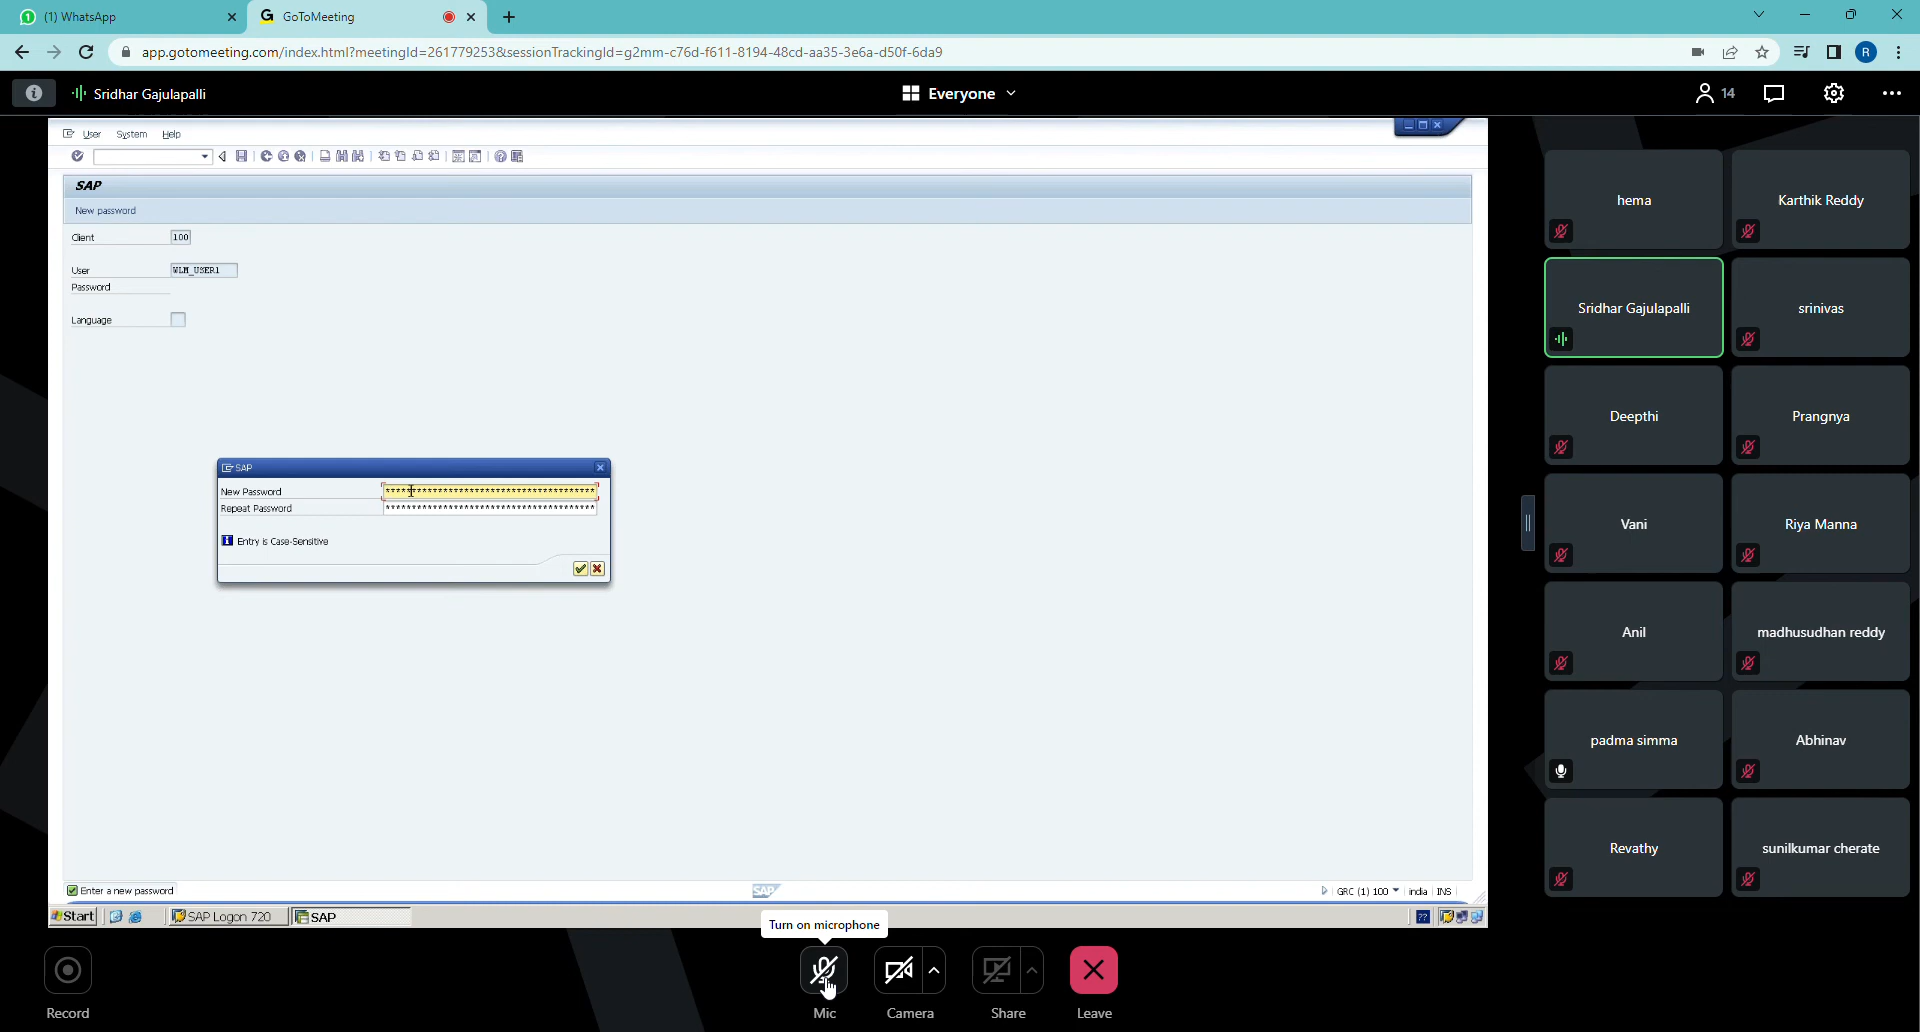 (1) WhatsApp
GoToMeeting
app.gotomeeting.com/index.html?meetingId=261779253&sessionTrackingId=g2mm-c76d-f611-8194-48cd-aa35-3e6a-d50f-6da9
R
Sridhar Gajulapalli
Everyone
14
User System Help
SAP
New password
Client 100
User WLM_USER1
Password
Language
SAP
New Password ****************************************
Repeat Password ****************************************
Entry is Case-Sensitive
Enter a new password
SAP
GRC (1) 100 india INS
Start SAP Logon 720 SAP
??
Turn on microphone
Record
Mic
Camera
Share
Leave
hema
Karthik Reddy
Sridhar Gajulapalli
srinivas
Deepthi
Prangnya
Vani
Riya Manna
Anil
madhusudhan reddy
padma simma
Abhinav
Revathy
sunilkumar cherate